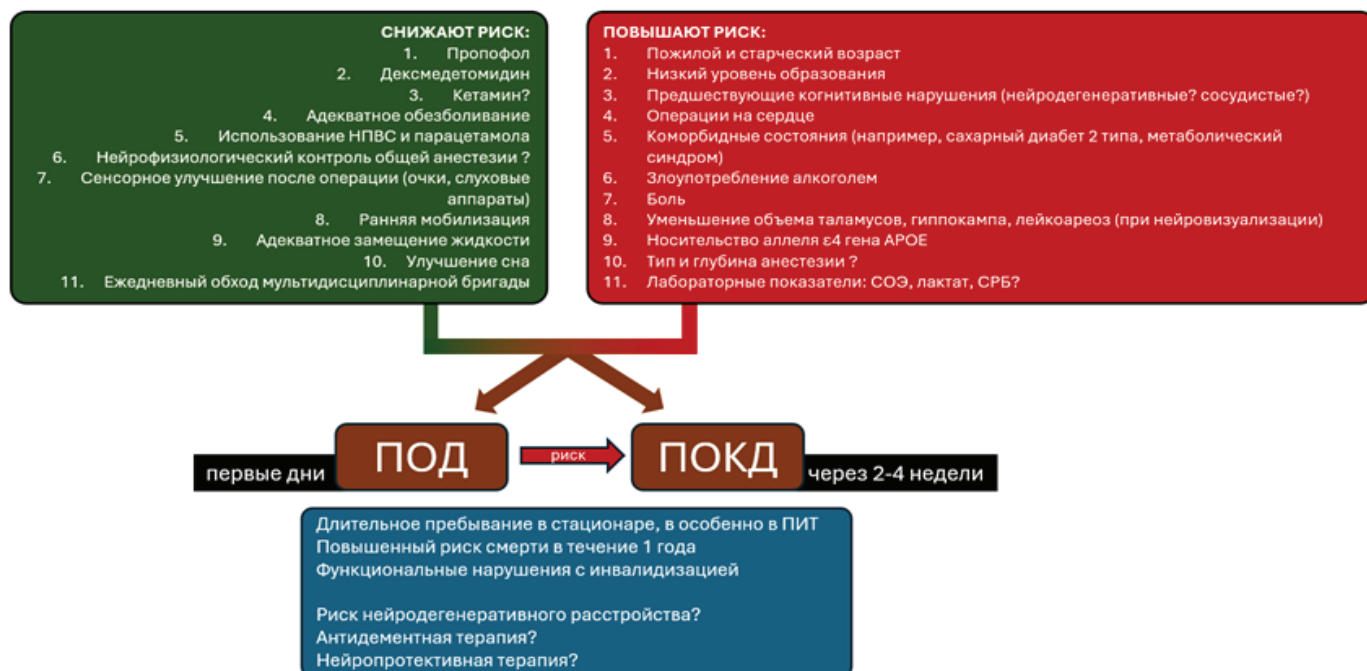 СНИЖАЮТ РИСК:
1. Пропофол
2. Дексмедетомидин
3. Кетамин?
4. Адекватное обезболивание
5. Использование НПВС и парацетамола
6. Нейрофизиологический контроль общей анестезии ?
7. Сенсорное улучшение после операции (очки, слуховые
аппараты)
8. Ранняя мобилизация
9. Адекватное замещение жидкости
10. Улучшение сна
11. Ежедневный обход мультидисциплинарной бригады
ПОВЫШАЮТ РИСК:
1. Пожилой и старческий возраст
2. Низкий уровень образования
3. Предшествующие когнитивные нарушения (нейродегенеративные? сосудистые?)
4. Операции на сердце
5. Коморбидные состояния (например, сахарный диабет 2 типа, метаболический
синдром)
6. Злоупотребление алкоголем
7. Боль
8. Уменьшение объема таламусов, гиппокампа, лейкоареоз (при нейровизуализации)
9. Носительство аллеля ε4 гена APOE
10. Тип и глубина анестезии ?
11. Лабораторные показатели: СОЭ, лактат, СРБ?
первые дни
ПОД
риск
ПОКД
через 2-4 недели
Длительное пребывание в стационаре, в особенно в ПИТ
Повышенный риск смерти в течение 1 года
Функциональные нарушения с инвалидизацией
Риск нейродегенеративного расстройства?
Антидементная терапия?
Нейропротективная терапия?